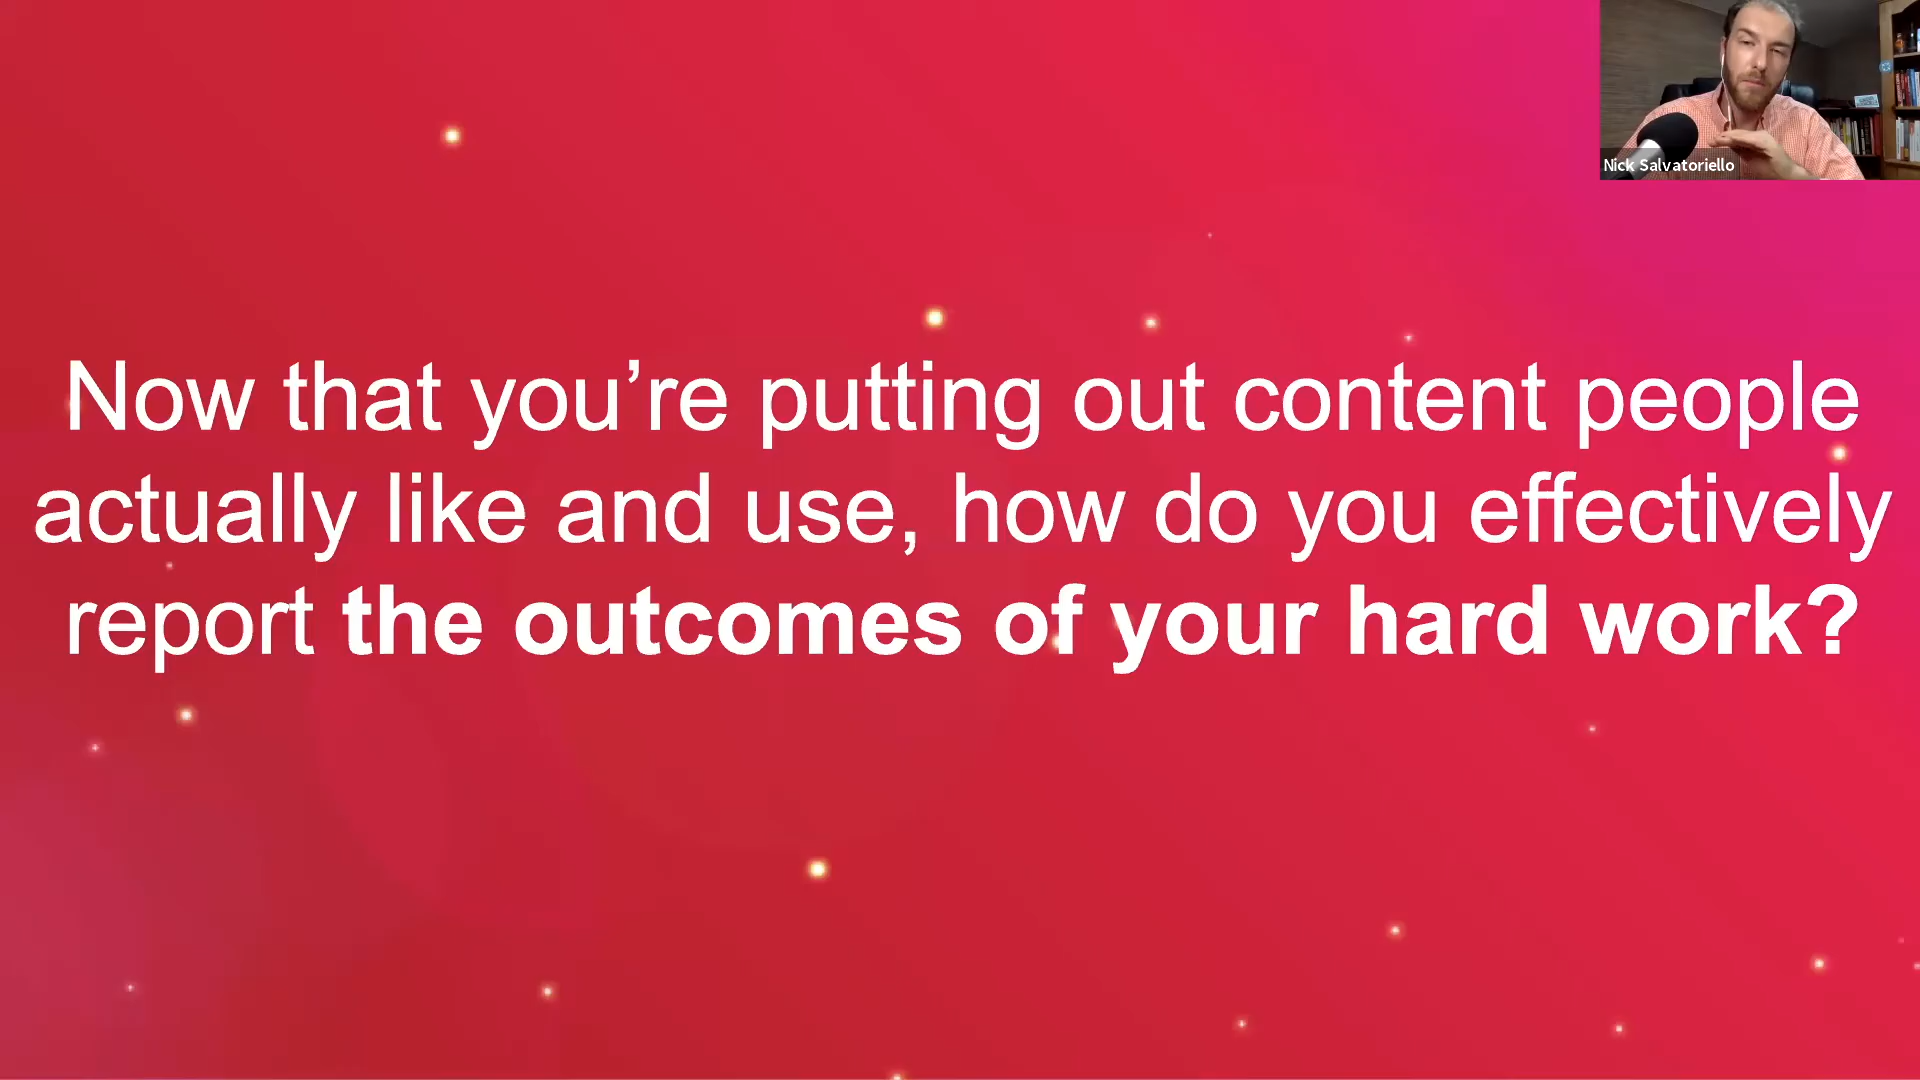 Nick Salvatoriello
Now that you’re putting out content people
actually like and use, how do you effectively
report the outcomes of your hard work?